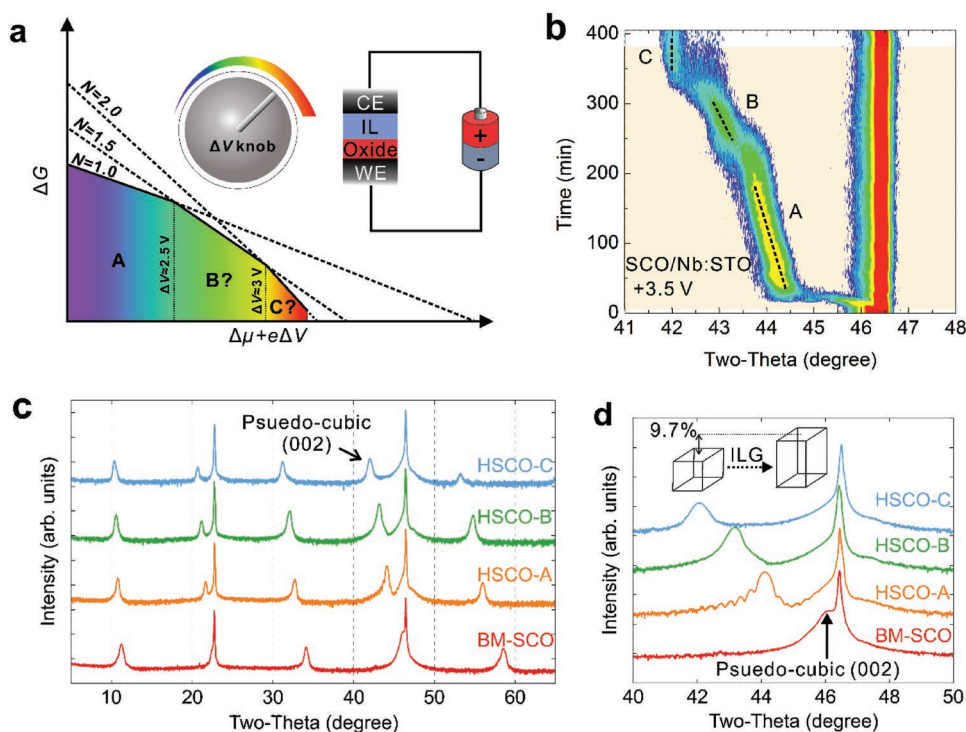 a
ΔG
N=2.0
N=1.5
N=1.0
ΔV knob
CE
IL
Oxide
WE
+
-
A
ΔV≈2.5 V
B?
ΔV≈3 V
C?
Δμ+eΔV
b
Time (min)
400
300
200
100
0
C
B
A
SCO/Nb:STO
+3.5 V
41 42 43 44 45 46 47 48
Two-Theta (degree)
c
Intensity (arb. units)
Psuedo-cubic
(002)
HSCO-C
HSCO-B
HSCO-A
BM-SCO
10 20 30 40 50 60
Two-Theta (degree)
d
Intensity (arb. units)
9.7%
ILG
HSCO-C
HSCO-B
HSCO-A
BM-SCO
Psuedo-cubic (002)
40 42 44 46 48 50
Two-Theta (degree)